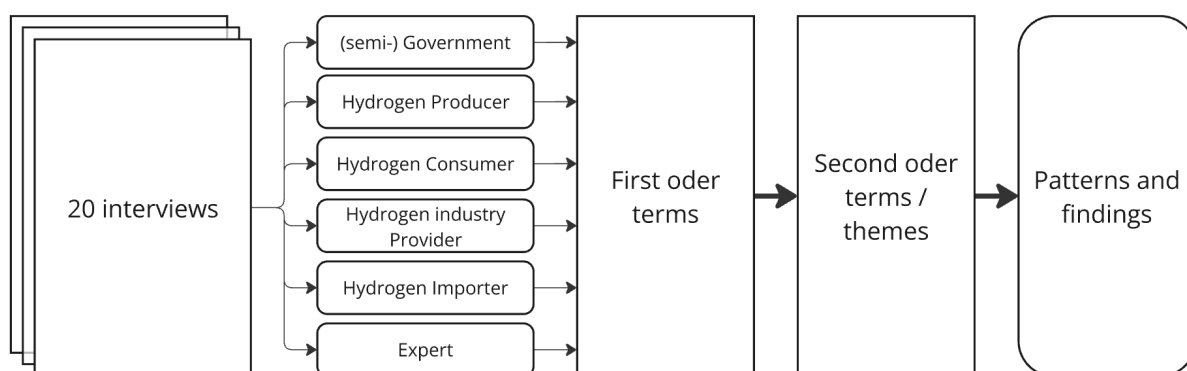 20 interviews
(semi-) Government
Hydrogen Producer
Hydrogen Consumer
Hydrogen industry
Provider
Hydrogen Importer
Expert
First oder
terms
Second oder
terms /
themes
Patterns and
findings